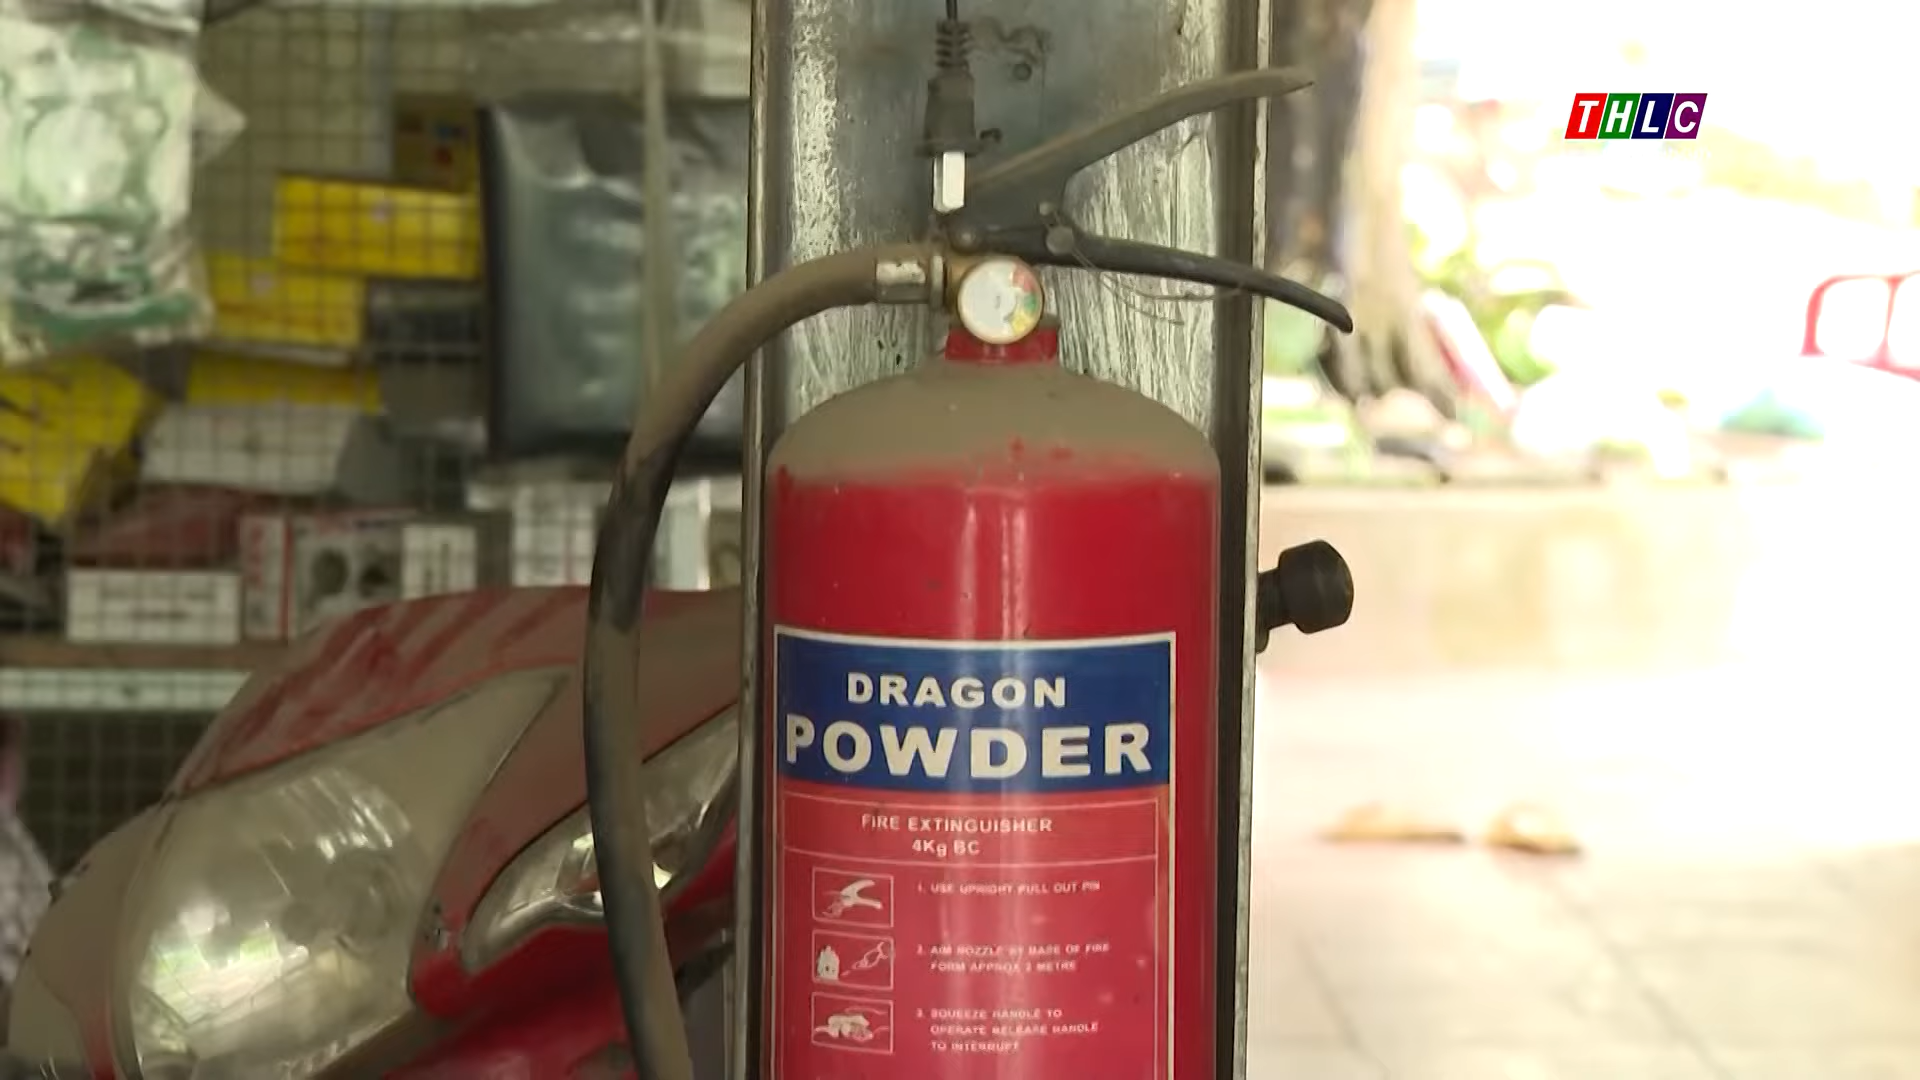 THLC
DRAGON
POWDER
FIRE EXTINGUISHER
4Kg BC
1. USE UPRIGHT PULL OUT PIN
2. AIM NOZZLE BY BASE OF FIRE
FORM APPROX 2 METRE
3. SQUEEZE HANDLE TO
OPERATE RELEASE HANDLE
TO INTERRUPT